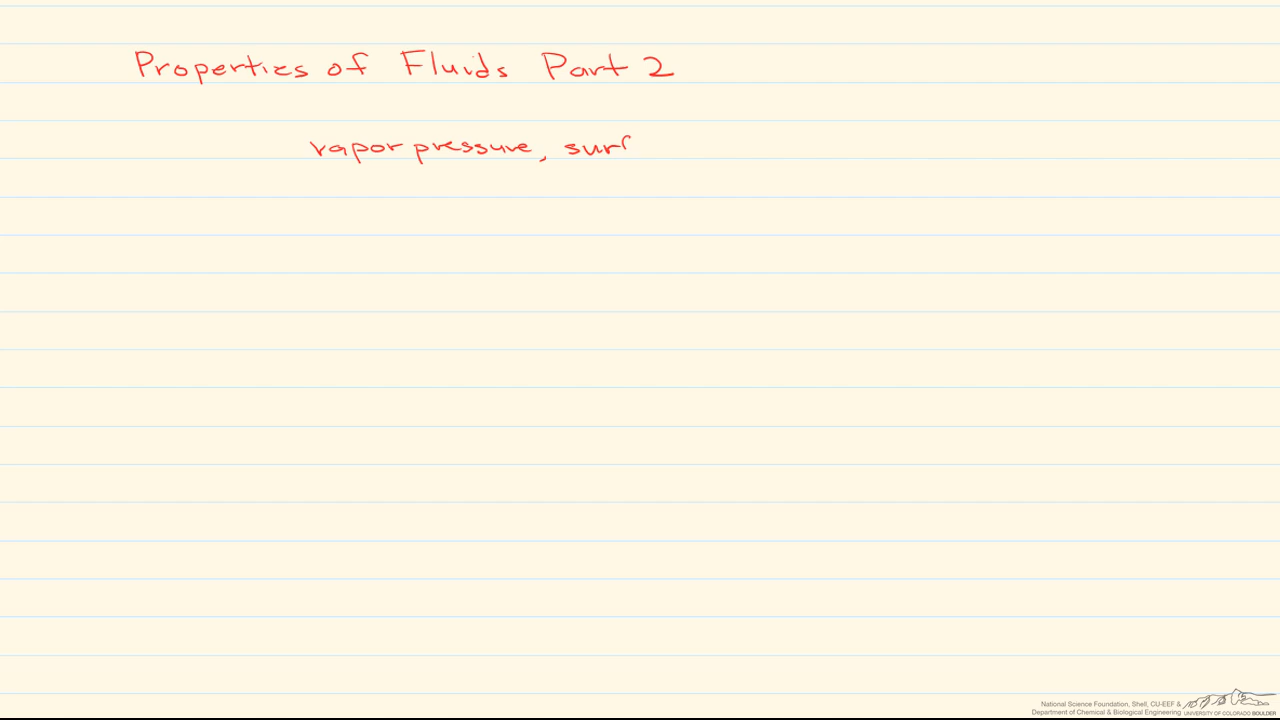 Properties of Fluids Part 2
vapor pressure, surf
National Science Foundation, Shell, CU-EEF &
Department of Chemical & Biological Engineering UNIVERSITY OF COLORADO BOULDER